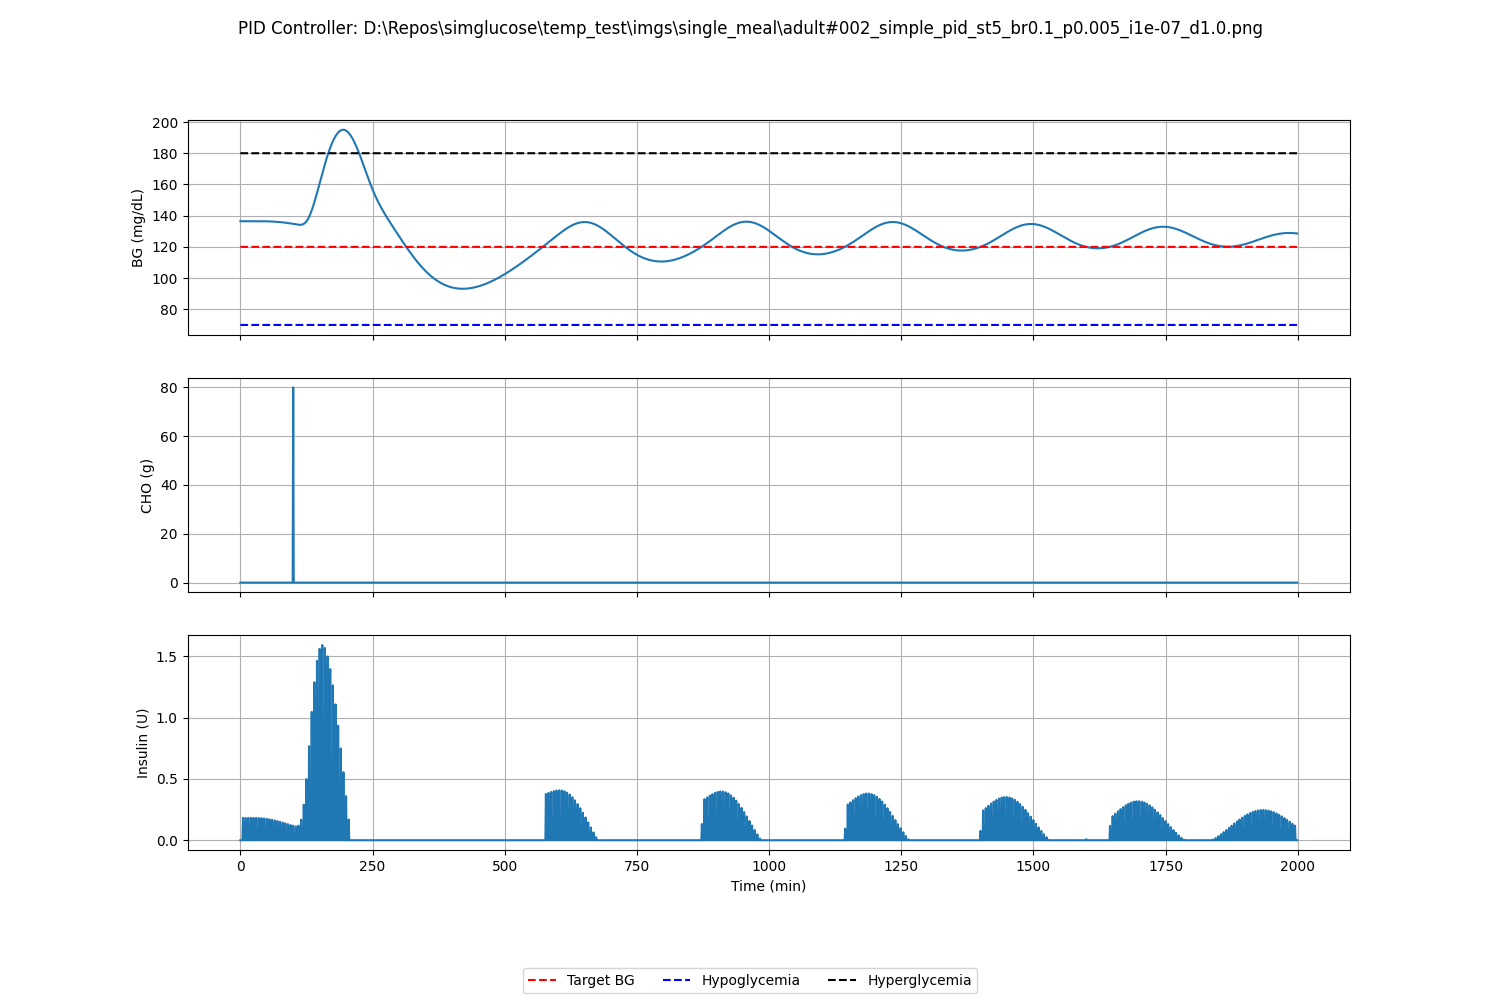 PID Controller: D:\Repos\simglucose\temp_test\imgs\single_meal\adult#002_simple_pid_st5_br0.1_p0.005_i1e-07_d1.0.png
200
180
160
140
120
100
80
BG (mg/dL)
80
60
40
20
0
CHO (g)
1.5
1.0
0.5
0.0
Insulin (U)
0 250 500 750 1000 1250 1500 1750 2000
Time (min)
Target BG Hypoglycemia Hyperglycemia